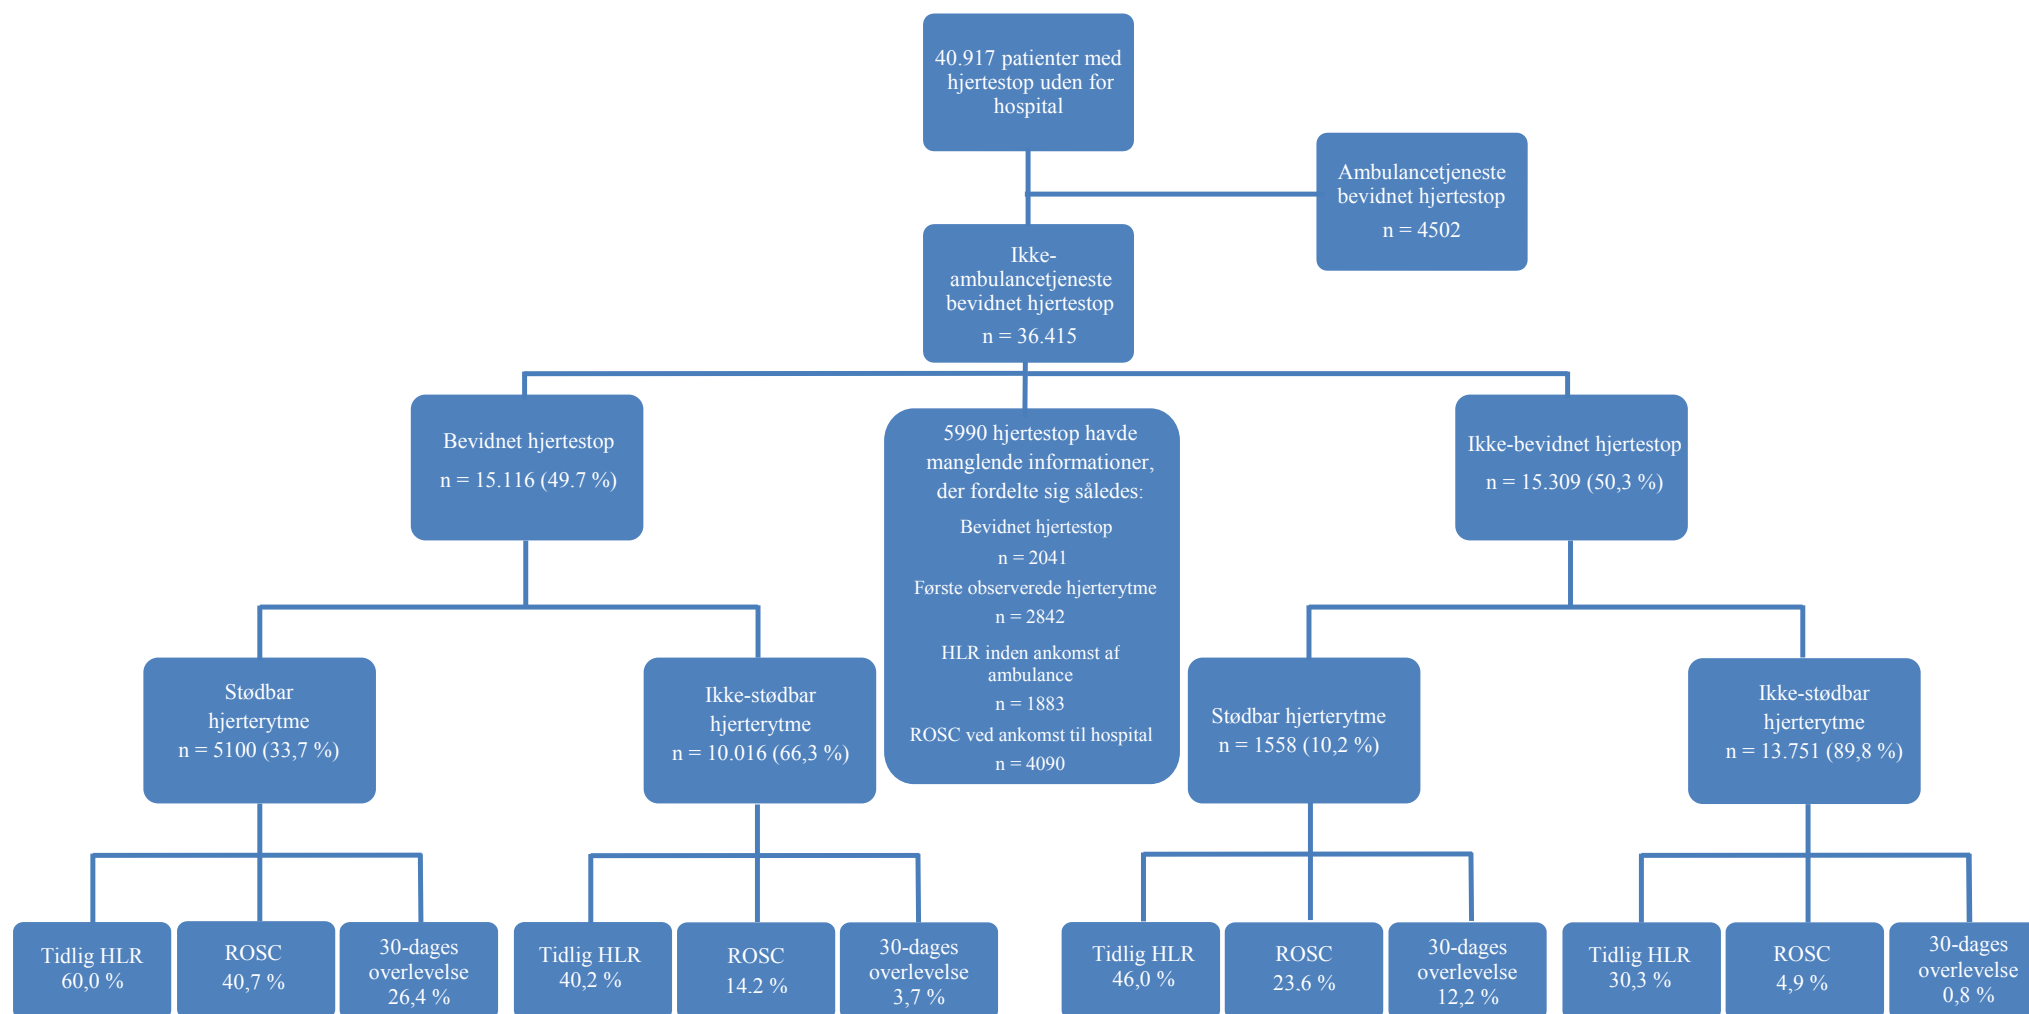 40.917 patienter med
hjertestop uden for
hospital
Ambulancetjeneste
bevidnet hjertestop
n = 4502
Ikke-
ambulancetjeneste
bevidnet hjertestop
n = 36.415
Bevidnet hjertestop
n = 15.116 (49.7 %)
5990 hjertestop havde
manglende informationer,
der fordelte sig således:
Bevidnet hjertestop
n = 2041
Første observerede hjerterytme
n = 2842
HLR inden ankomst af
ambulance
n = 1883
ROSC ved ankomst til hospital
n = 4090
Ikke-bevidnet hjertestop
n = 15.309 (50,3 %)
Stødbar
hjerterytme
n = 5100 (33,7 %)
Ikke-stødbar
hjerterytme
n = 10.016 (66,3 %)
Stødbar hjerterytme
n = 1558 (10,2 %)
Ikke-stødbar
hjerterytme
n = 13.751 (89,8 %)
Tidlig HLR
60,0 %
ROSC
40,7 %
30-dages
overlevelse
26,4 %
Tidlig HLR
40,2 %
ROSC
14.2 %
30-dages
overlevelse
3,7 %
Tidlig HLR
46,0 %
ROSC
23.6 %
30-dages
overlevelse
12,2 %
Tidlig HLR
30,3 %
ROSC
4,9 %
30-dages
overlevelse
0,8 %